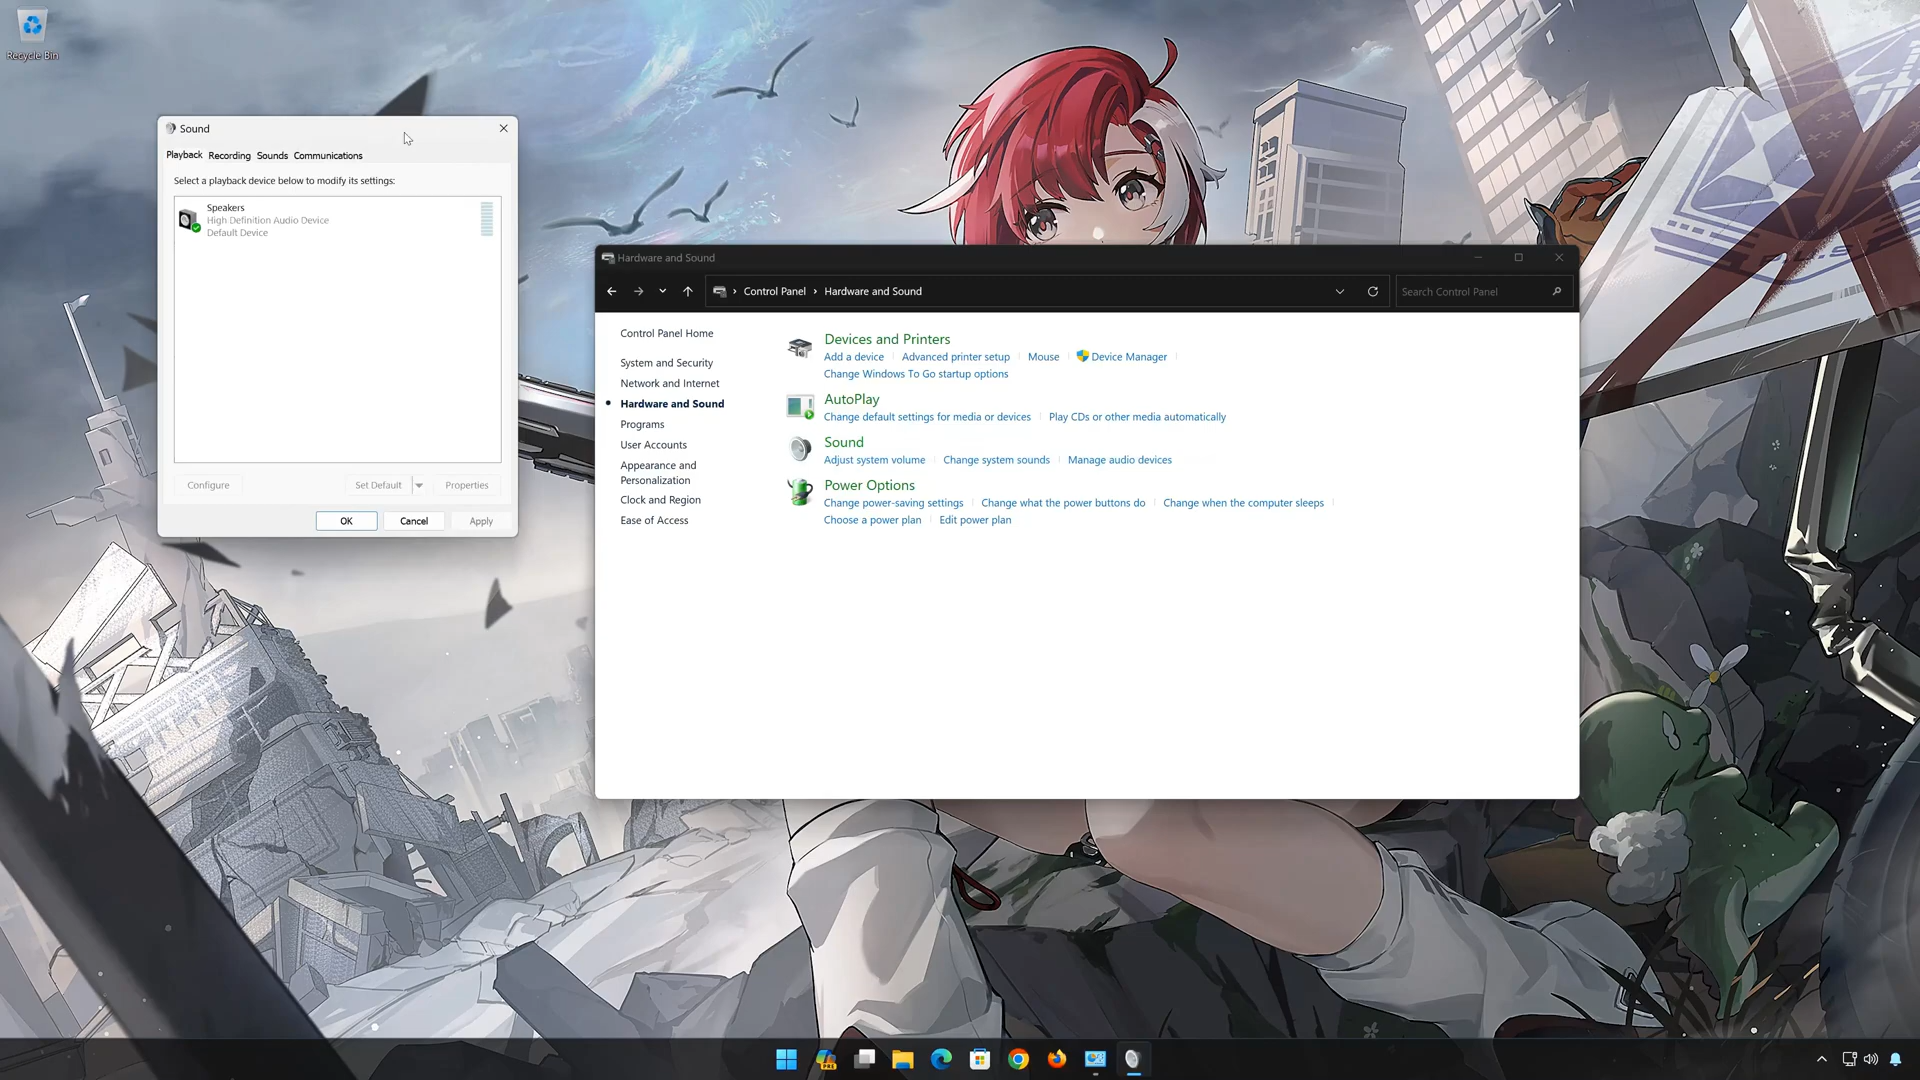 Recycle Bin
Sound
Playback Recording Sounds Communications
Select a playback device below to modify its settings:
Speakers
High Definition Audio Device
Default Device
Configure Set Default Properties
OK Cancel Apply
Hardware and Sound
Control Panel › Hardware and Sound
Search Control Panel
Control Panel Home
System and Security
Network and Internet
Hardware and Sound
Programs
User Accounts
Appearance and
Personalization
Clock and Region
Ease of Access
Devices and Printers
Add a device Advanced printer setup Mouse Device Manager
Change Windows To Go startup options
AutoPlay
Change default settings for media or devices Play CDs or other media automatically
Sound
Adjust system volume Change system sounds Manage audio devices
Power Options
Change power-saving settings Change what the power buttons do Change when the computer sleeps
Choose a power plan Edit power plan
PRE